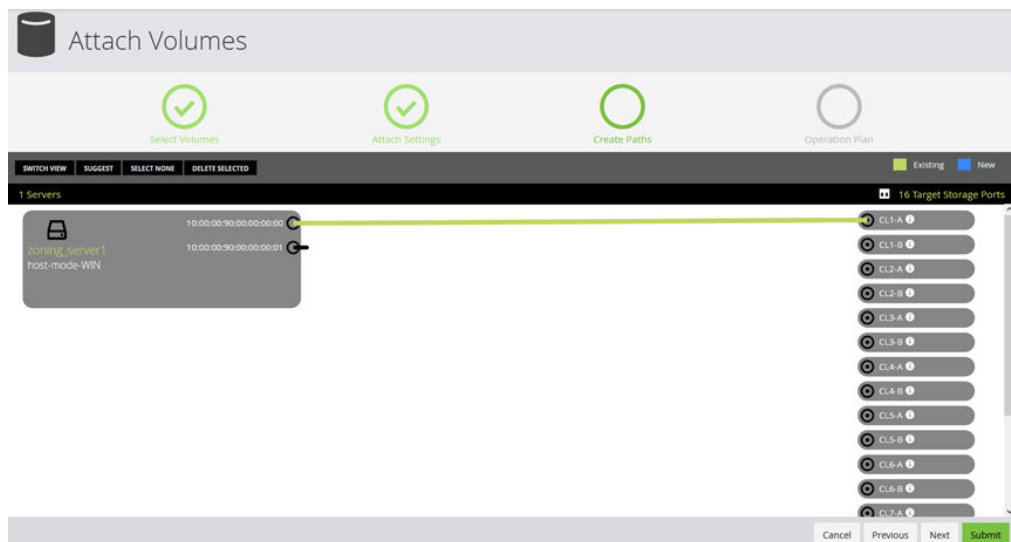 Attach Volumes
Select Volumes
Attach Settings
Create Paths
Operation Plan
SWITCH VIEW SUGGEST SELECT NONE DELETE SELECTED
Existing New
1 Servers
16 Target Storage Ports
10:00:00:90:00:00:00:00
10:00:00:90:00:00:00:01
zoning_server1
host-mode-WIN
CL1-A
CL1-B
CL2-A
CL2-B
CL3-A
CL3-B
CL4-A
CL4-B
CL5-A
CL5-B
CL6-A
CL6-B
CL7-A
Cancel Previous Next Submit